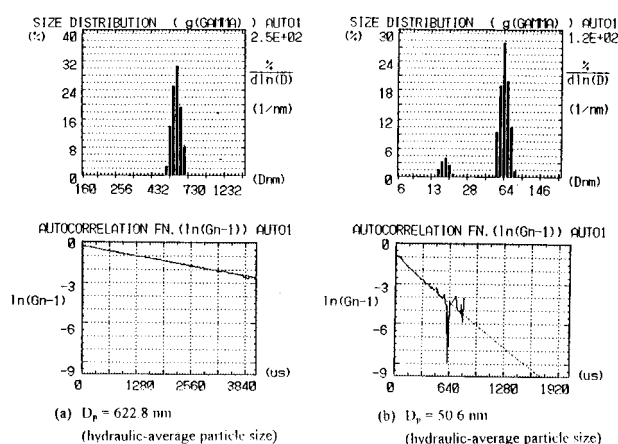 SIZE DISTRIBUTION ( g(GAMMA) ) AUTO1
(%) 40 2.5E+02
32
24
16
8
0
%
dln(D)
(1/nm)
160 256 432 730 1232 (Dnm)
AUTOCORRELATION FN.(ln(Gn-1)) AUTO1
0
-3
ln(Gn-1)
-6
-9
0 1280 2560 3840 (us)
(a) Dp = 622.8 nm
(hydraulic-average particle size)
SIZE DISTRIBUTION ( g(GAMMA) ) AUTO1
(%) 30 1.2E+02
24
18
12
6
0
%
dln(D)
(1/nm)
6 13 28 64 146 (Dnm)
AUTOCORRELATION FN.(ln(Gn-1)) AUTO1
0
-3
ln(Gn-1)
-6
-9
0 640 1280 1920 (us)
(b) Dp = 50.6 nm
(hydraulic-average particle size)